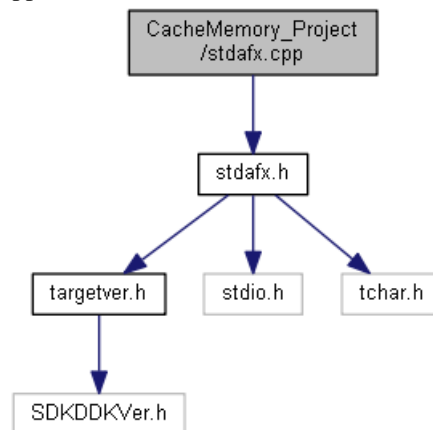 CacheMemory_Project
/stdafx.cpp
stdafx.h
targetver.h
stdio.h
tchar.h
SDKDDKVer.h